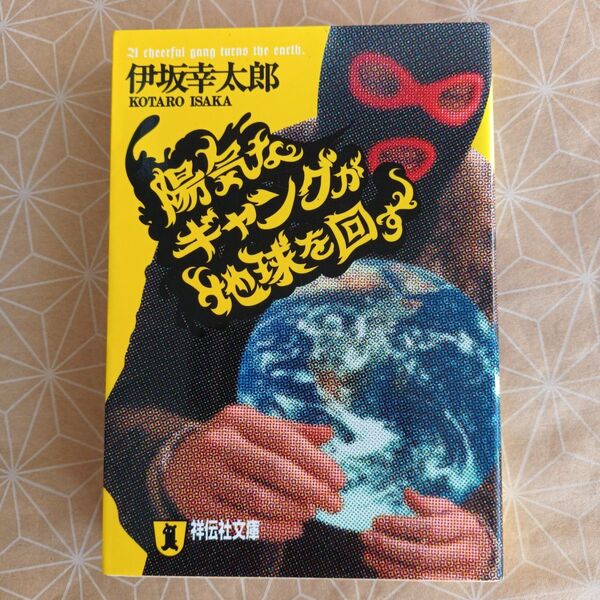 A cheerful gang turns the earth.
伊坂幸太郎
KOTARO ISAKA
陽気な
ギャングが
地球を回す
祥伝社文庫